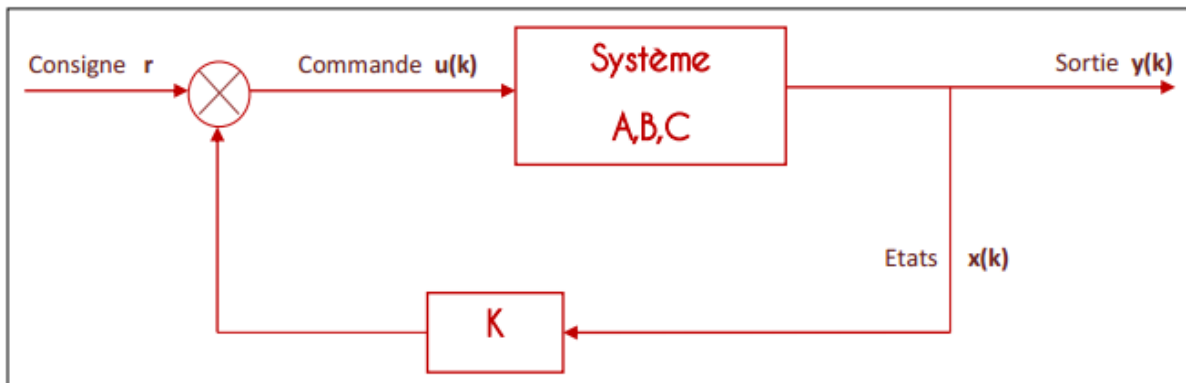 Consigne r
Commande u(k)
Système
A,B,C
Sortie y(k)
Etats x(k)
K